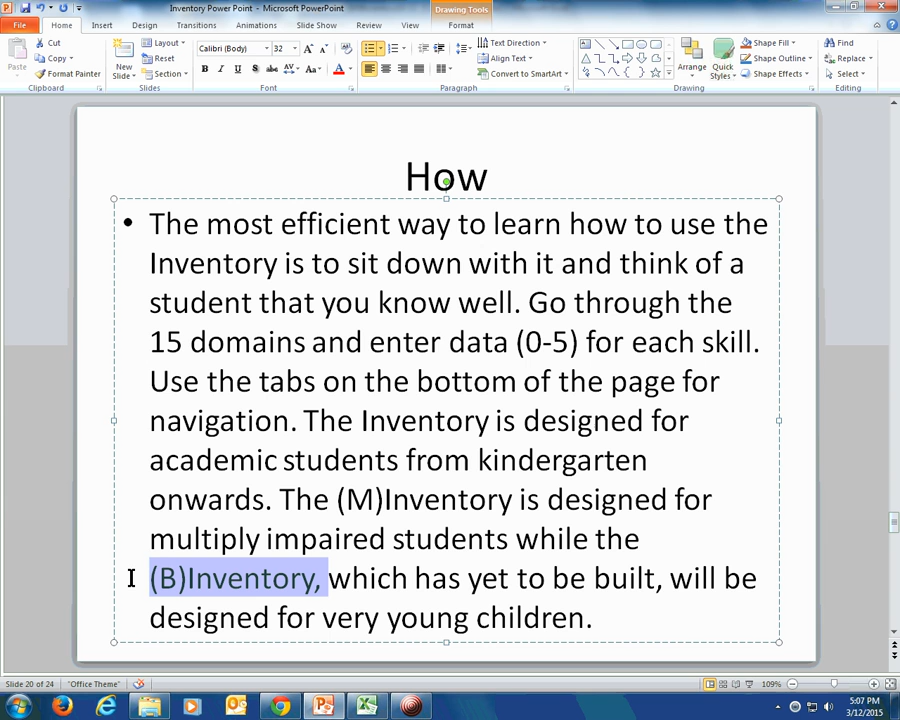 Inventory Power Point - Microsoft PowerPoint
Drawing Tools
File Home Insert Design Transitions Animations Slide Show Review View Format
Paste
Cut
Copy
Format Painter
Clipboard
New Slide
Layout
Reset
Section
Slides
Calibri (Body) 32
Font
Text Direction
Align Text
Convert to SmartArt
Paragraph
Arrange
Quick Styles
Shape Fill
Shape Outline
Shape Effects
Drawing
Find
Replace
Select
Editing
How
• The most efficient way to learn how to use the
Inventory is to sit down with it and think of a
student that you know well. Go through the
15 domains and enter data (0-5) for each skill.
Use the tabs on the bottom of the page for
navigation. The Inventory is designed for
academic students from kindergarten
onwards. The (M)Inventory is designed for
multiply impaired students while the
(B)Inventory, which has yet to be built, will be
designed for very young children.
Slide 20 of 24 "Office Theme" 109%
5:07 PM
3/12/2015